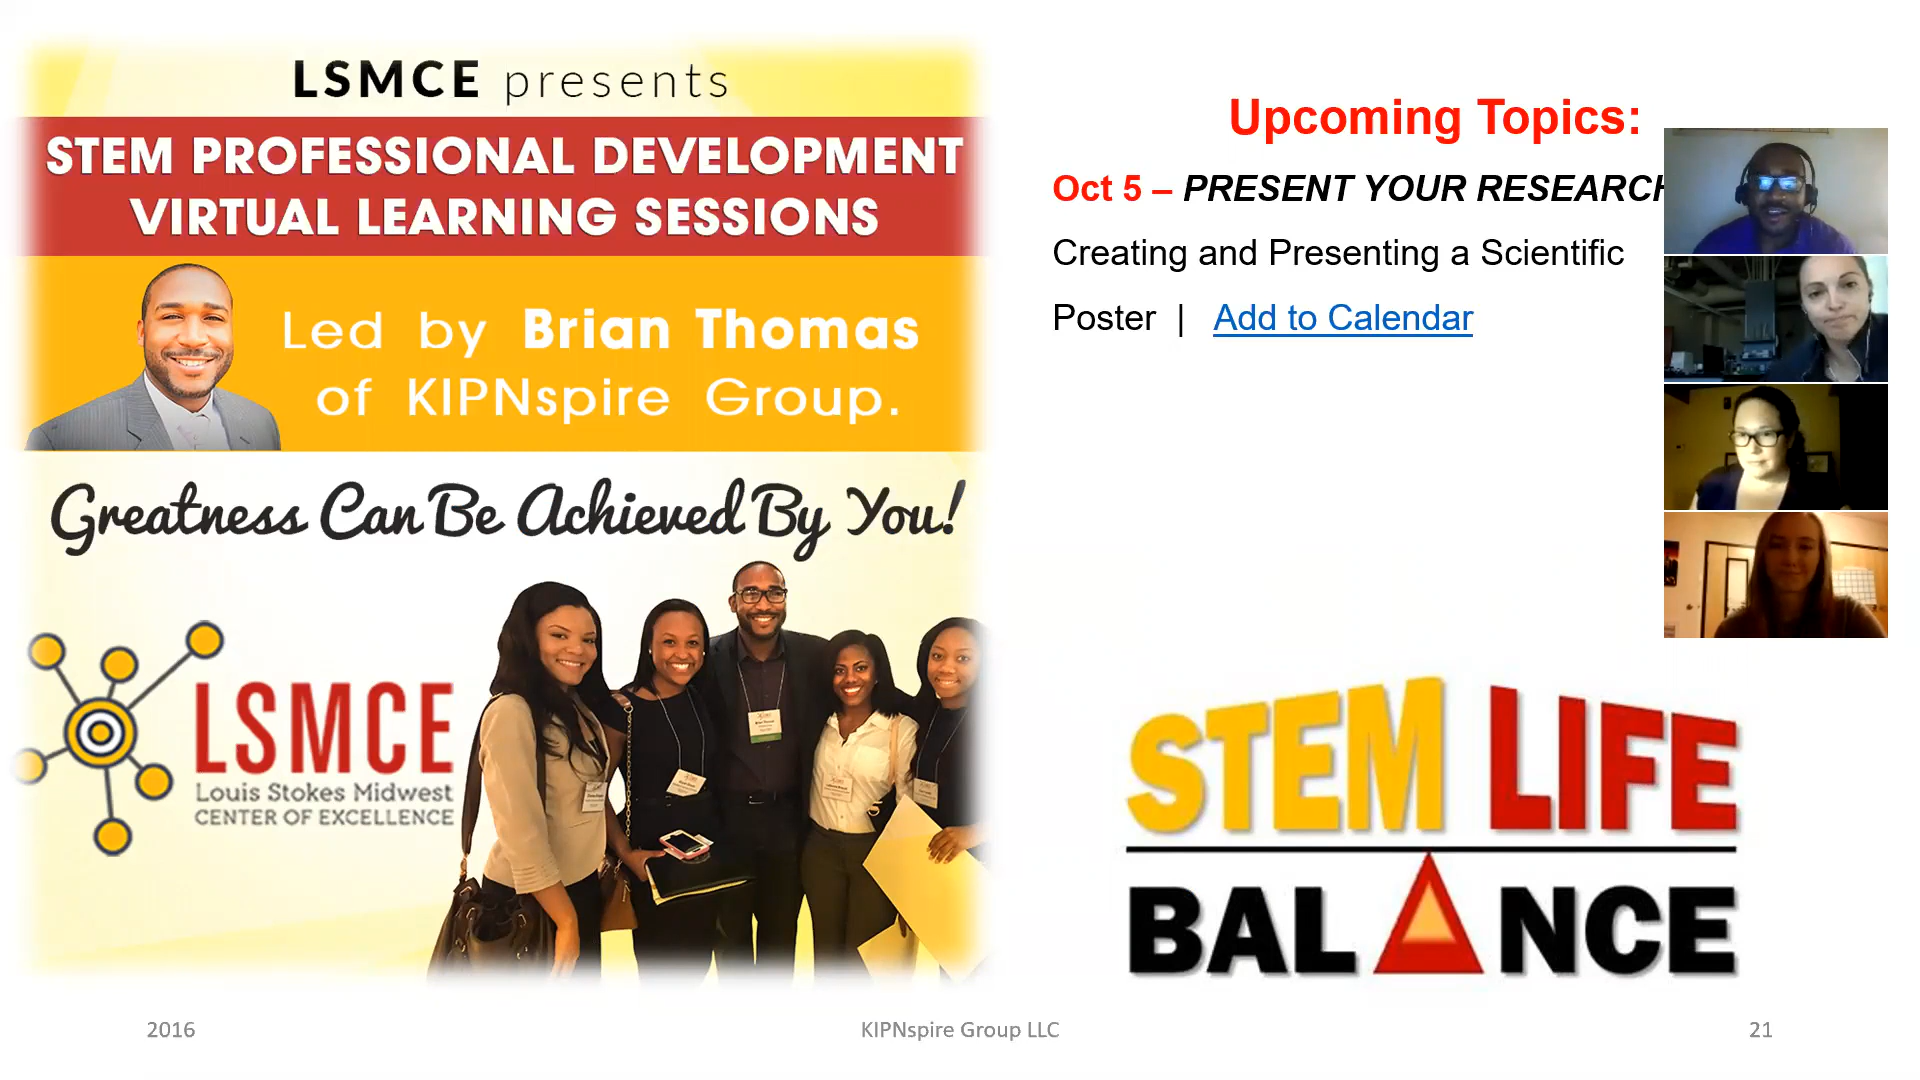 LSMCE presents
STEM PROFESSIONAL DEVELOPMENT
VIRTUAL LEARNING SESSIONS
Led by Brian Thomas
of KIPNspire Group.
Greatness Can Be Achieved By You!
LSMCE
Louis Stokes Midwest
CENTER OF EXCELLENCE
Upcoming Topics:
Oct 5 – PRESENT YOUR RESEARCH
Creating and Presenting a Scientific
Poster | Add to Calendar
STEM LIFE
BALANCE
2016
KIPNspire Group LLC
21